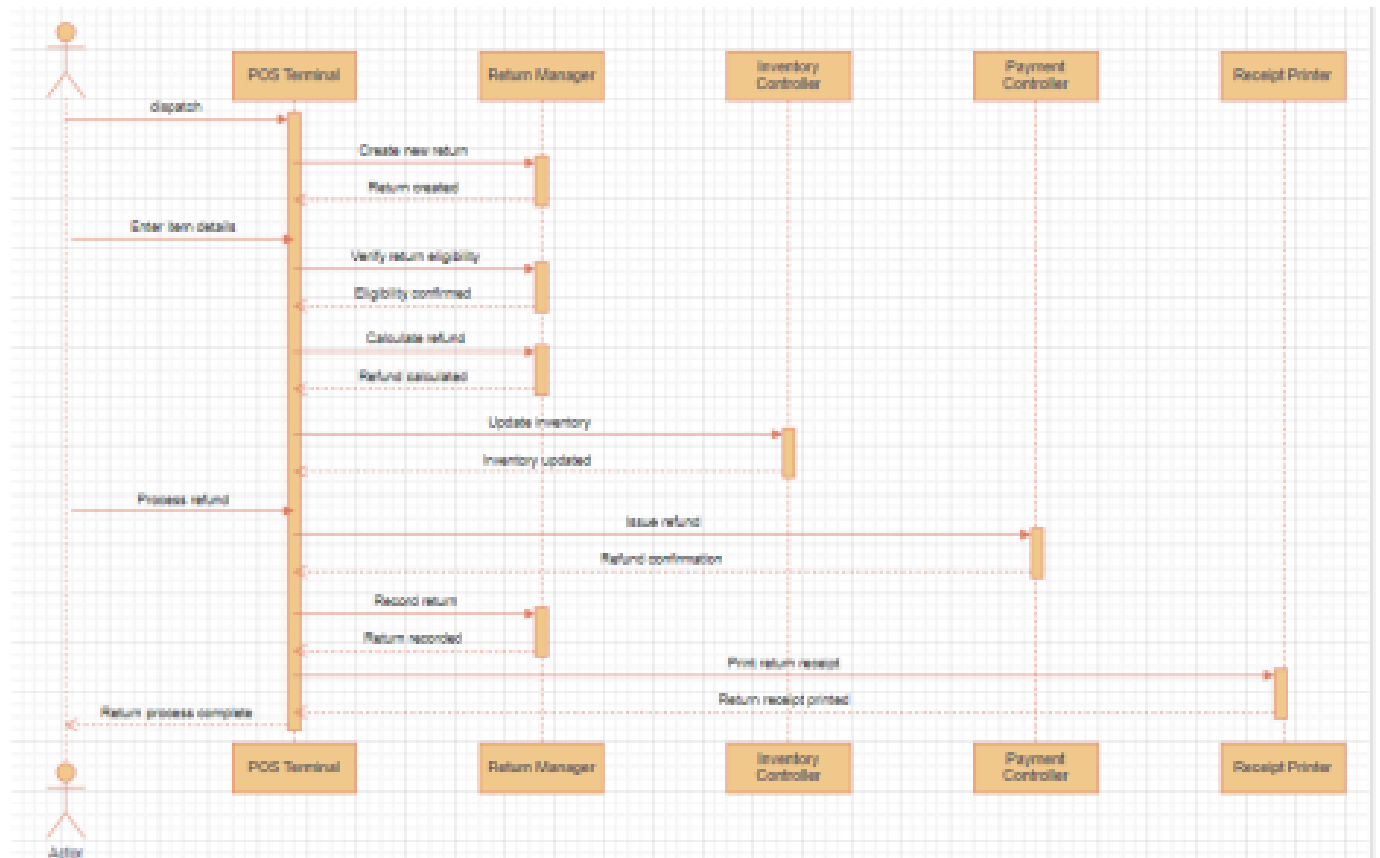 POS Terminal
Return Manager
Inventory
Controller
Payment
Controller
Receipt Printer
dispatch
Create new return
Return created
Enter item details
Verify return eligibility
Eligibility confirmed
Calculate refund
Refund calculated
Update inventory
Inventory updated
Process refund
Issue refund
Refund confirmation
Record return
Return recorded
Print return receipt
Return receipt printed
Return process complete
POS Terminal
Return Manager
Inventory
Controller
Payment
Controller
Receipt Printer
Actor